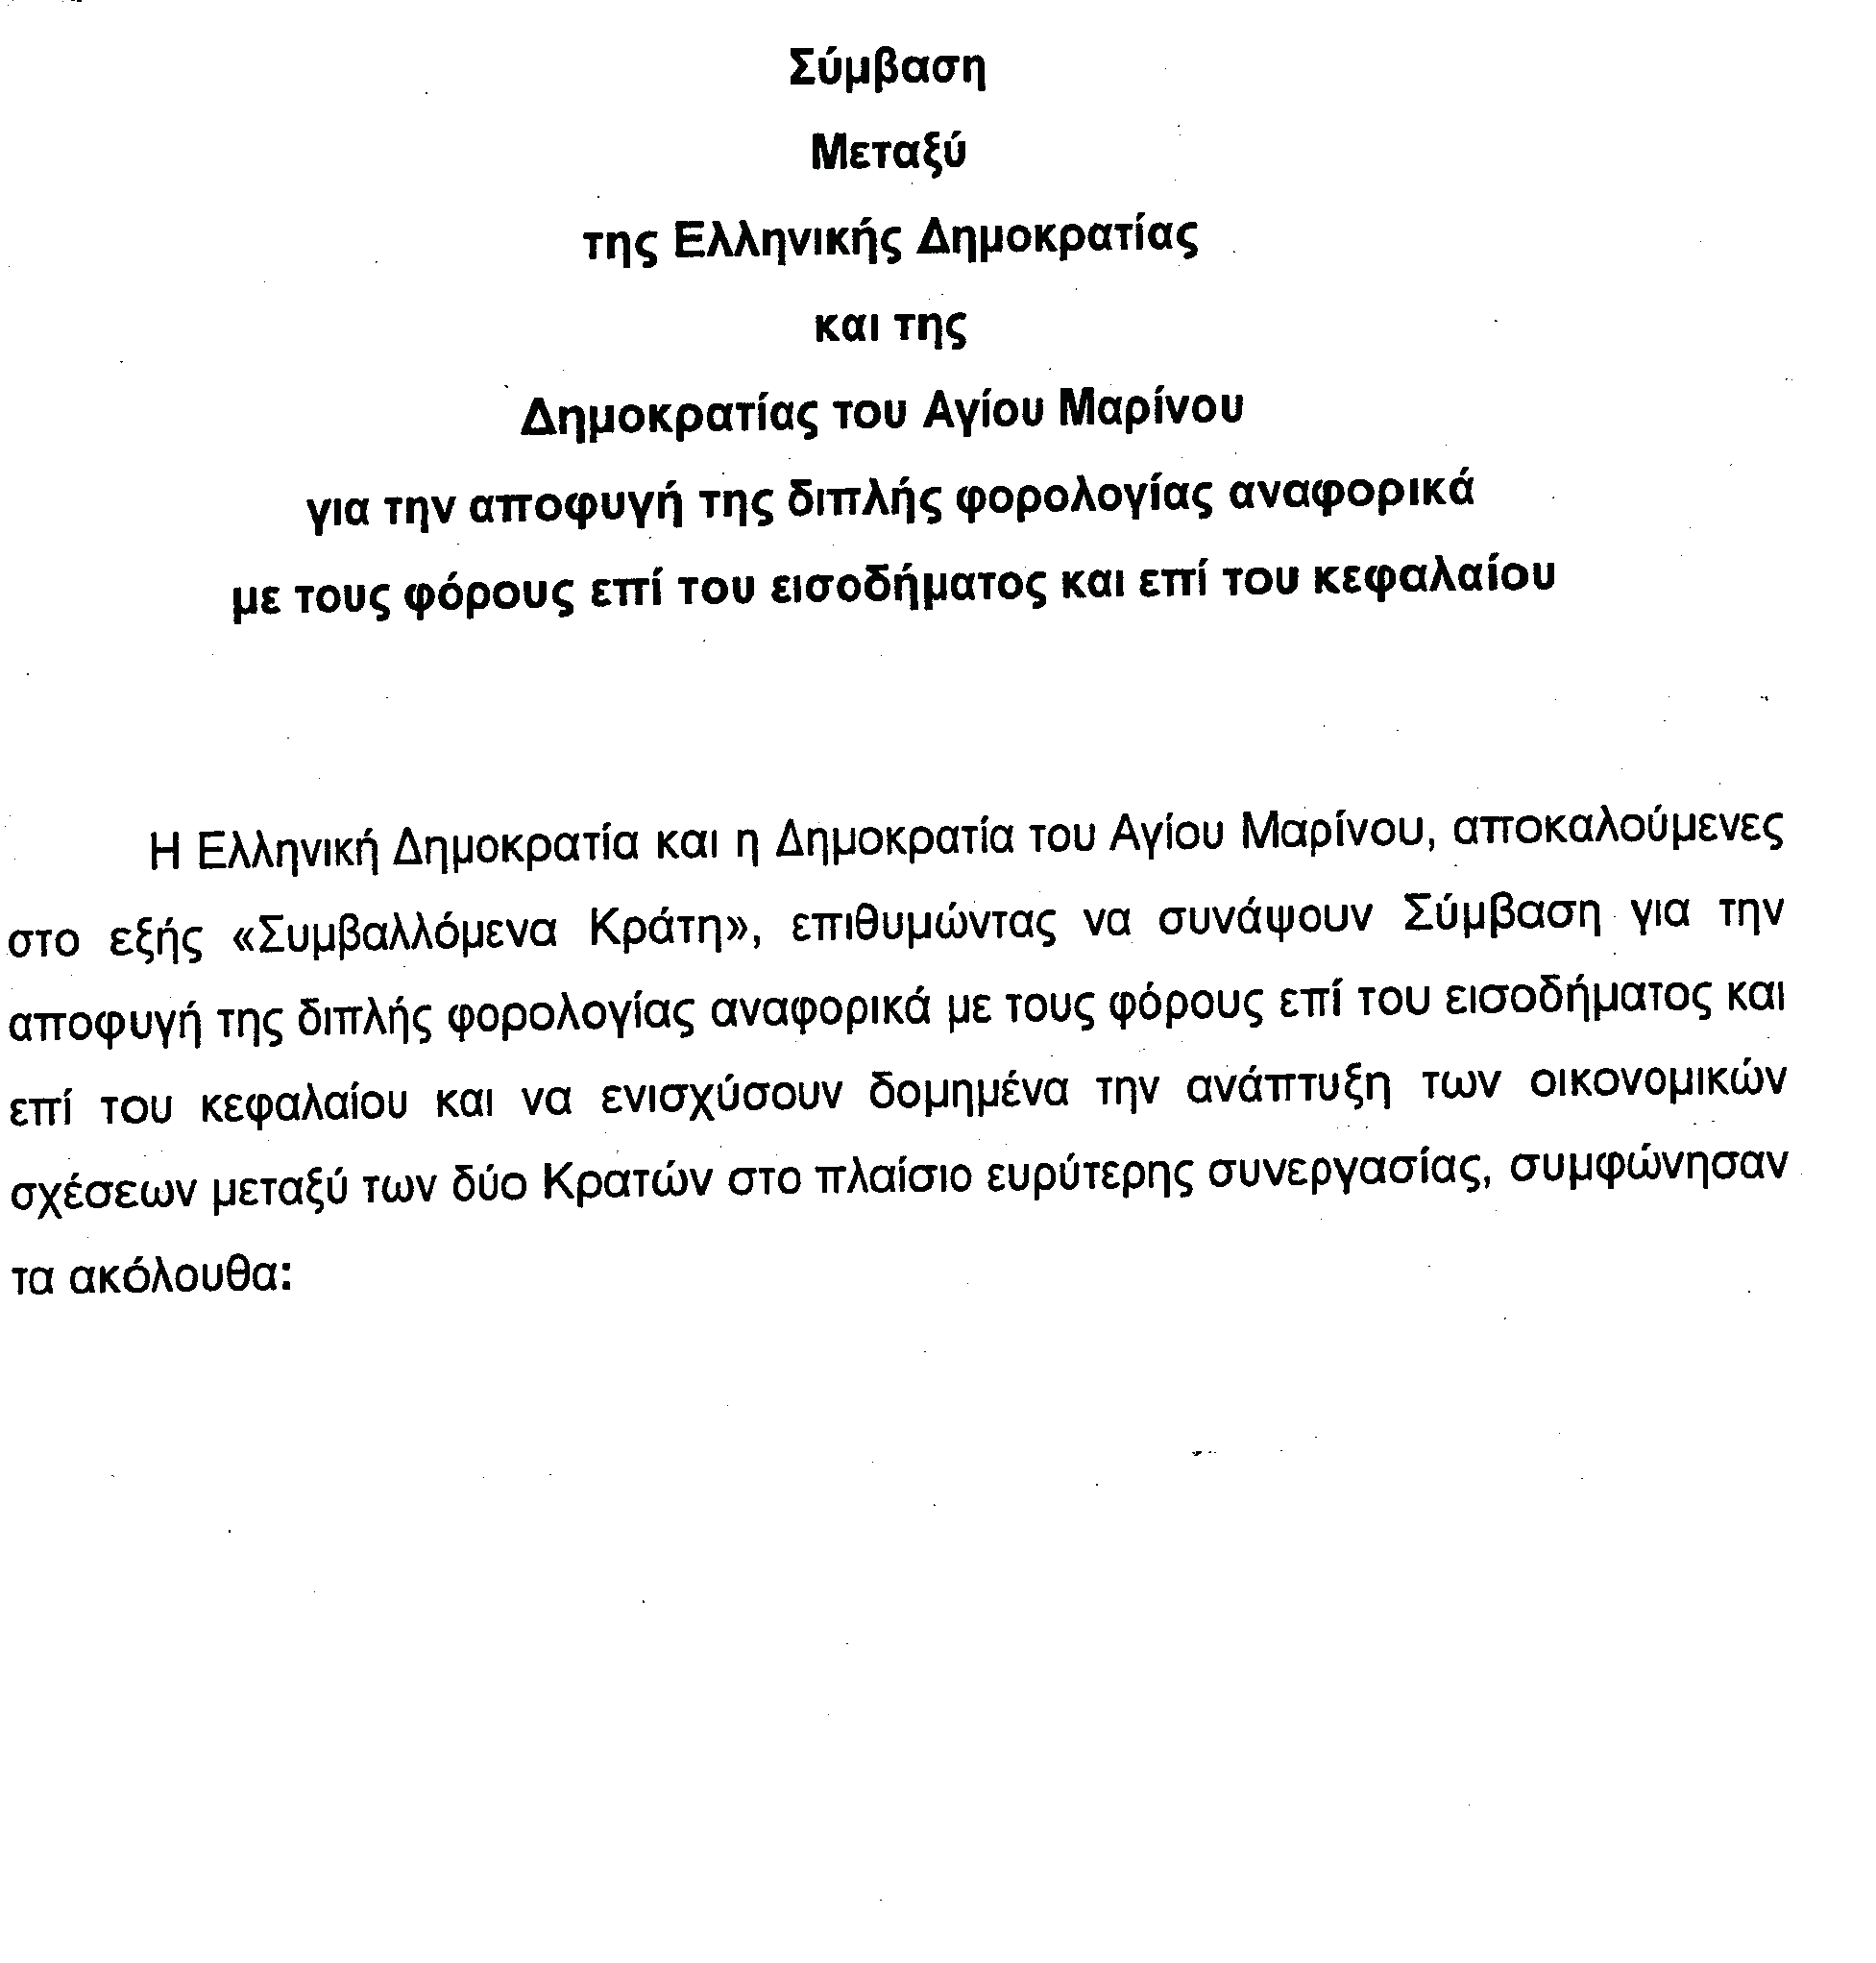 Σύμβαση
Μεταξύ
της Ελληνικής Δημοκρατίας
και της
Δημοκρατίας του Αγίου Μαρίνου
για την αποφυγή της διπλής φορολογίας αναφορικά
με τους φόρους επί του εισοδήματος και επί του κεφαλαίου
Η Ελληνική Δημοκρατία και η Δημοκρατία του Αγίου Μαρίνου, αποκαλούμενες
στο εξής «Συμβαλλόμενα Κράτη», επιθυμώντας να συνάψουν Σύμβαση για την
αποφυγή της διπλής φορολογίας αναφορικά με τους φόρους επί του εισοδήματος και
επί του κεφαλαίου και να ενισχύσουν δομημένα την ανάπτυξη των οικονομικών
σχέσεων μεταξύ των δύο Κρατών στο πλαίσιο ευρύτερης συνεργασίας, συμφώνησαν
τα ακόλουθα: